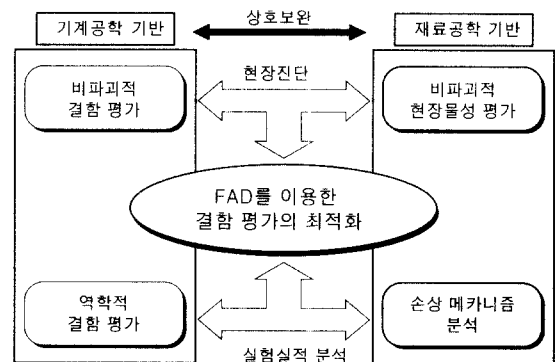 기계공학 기반
상호보완
재료공학 기반
비파괴적
결함 평가
현장진단
비파괴적
현장물성 평가
FAD를 이용한
결함 평가의 최적화
역학적
결함 평가
손상 메카니즘
분석
실험실적 분석